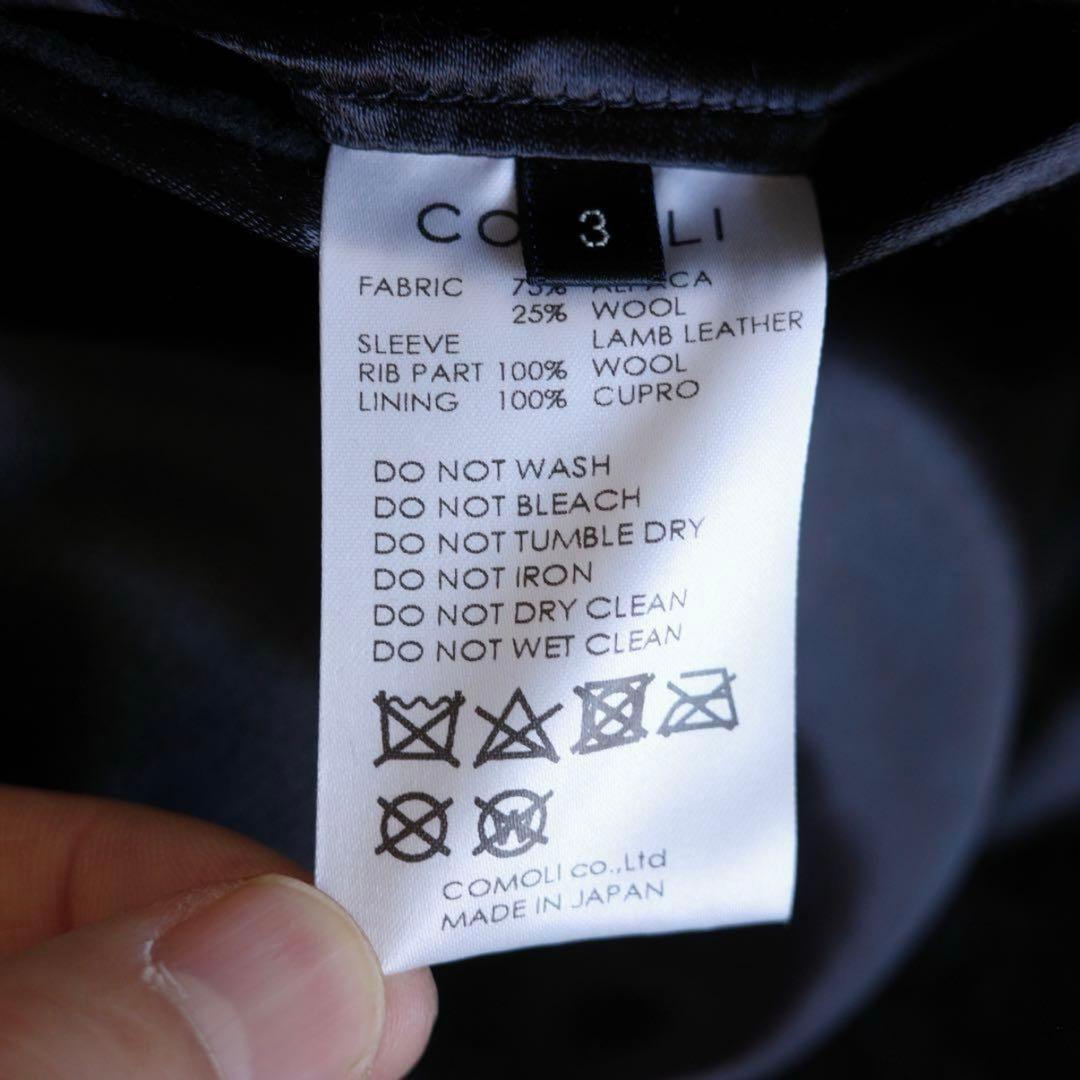 COMOLI
3
FABRIC 75% ALPACA
25% WOOL
SLEEVE LAMB LEATHER
RIB PART 100% WOOL
LINING 100% CUPRO
DO NOT WASH
DO NOT BLEACH
DO NOT TUMBLE DRY
DO NOT IRON
DO NOT DRY CLEAN
DO NOT WET CLEAN
W
COMOLI co.,Ltd
MADE IN JAPAN